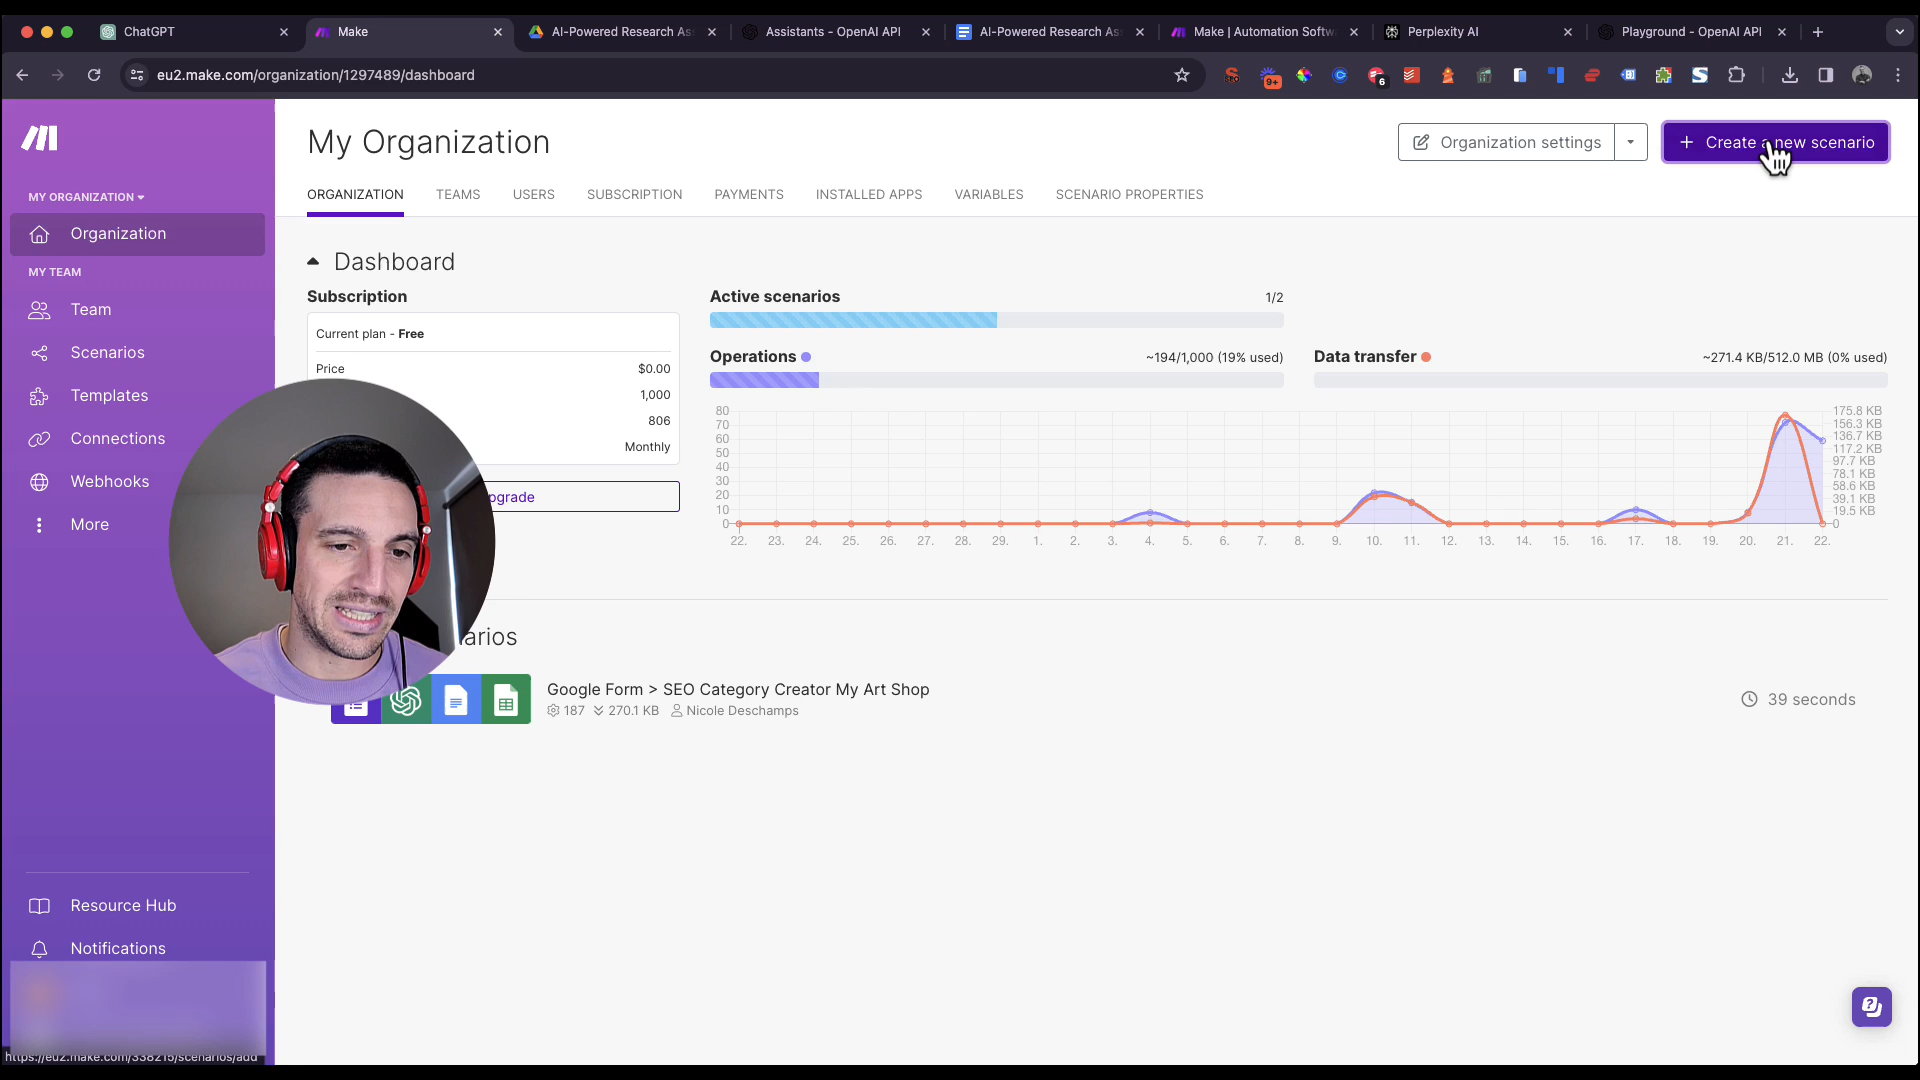 ChatGPT
Make
AI-Powered Research As
Assistants - OpenAI API
AI-Powered Research As
Make | Automation Softw
Perplexity AI
Playground - OpenAI API
eu2.make.com/organization/1297489/dashboard
9+
6
My Organization
Organization settings
Create a new scenario
MY ORGANIZATION
Organization
MY TEAM
Team
Scenarios
Templates
Connections
Webhooks
More
Resource Hub
Notifications
ORGANIZATION
TEAMS
USERS
SUBSCRIPTION
PAYMENTS
INSTALLED APPS
VARIABLES
SCENARIO PROPERTIES
Dashboard
Subscription
Current plan - Free
Price $0.00
1,000
806
Monthly
pgrade
Active scenarios 1/2
Operations ~194/1,000 (19% used)
Data transfer ~271.4 KB/512.0 MB (0% used)
80
70
60
50
40
30
20
10
0
175.8 KB
156.3 KB
136.7 KB
117.2 KB
97.7 KB
78.1 KB
58.6 KB
39.1 KB
19.5 KB
0
22. 23. 24. 25. 26. 27. 28. 29. 1. 2. 3. 4. 5. 6. 7. 8. 9. 10. 11. 12. 13. 14. 15. 16. 17. 18. 19. 20. 21. 22.
arios
Google Form > SEO Category Creator My Art Shop
187 270.1 KB Nicole Deschamps
39 seconds
https://eu2.make.com/338215/scenarios/add